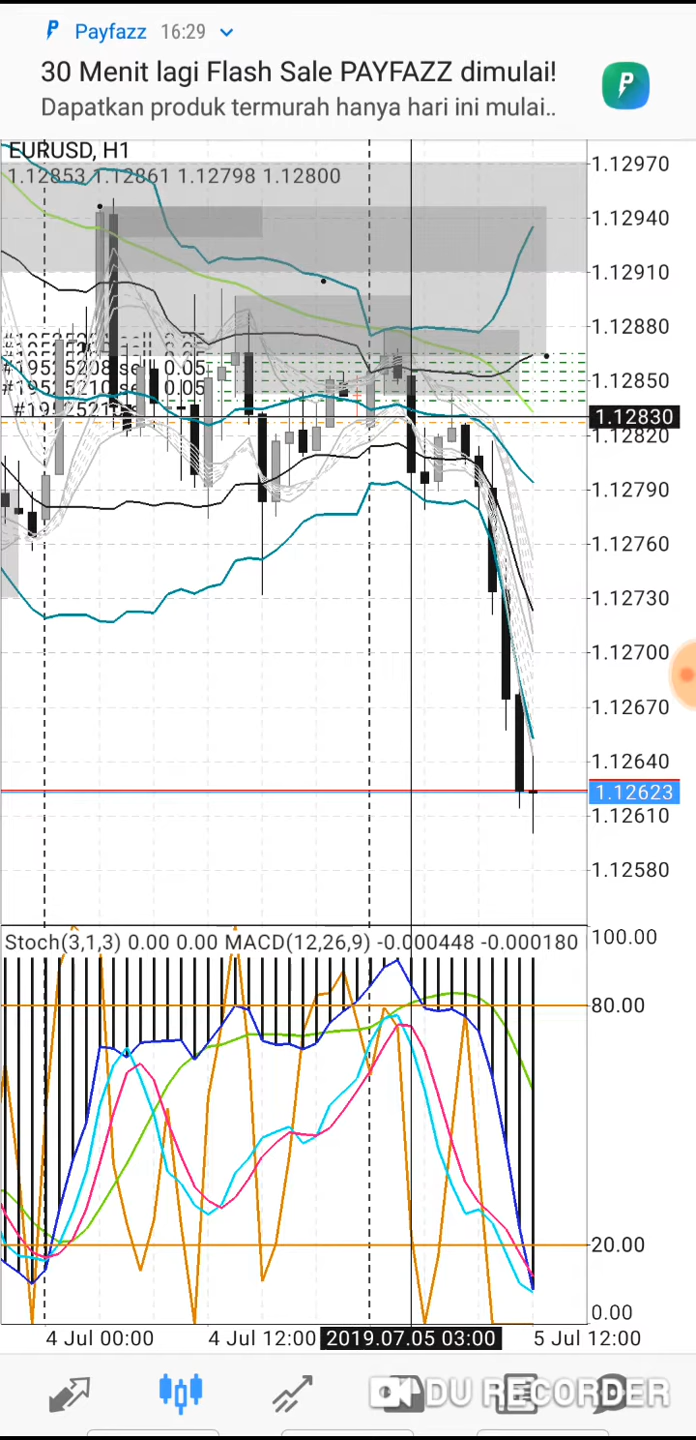 Payfazz 16:29
30 Menit lagi Flash Sale PAYFAZZ dimulai!
Dapatkan produk termurah hanya hari ini mulai..
EURUSD, H1
1.12853 1.12861 1.12798 1.12800
1.12970
1.12940
1.12910
1.12880
#19525208 sell 0.05
1.12850
#19525210 sell 0.05
1.12830
1.12820
1.12790
1.12760
1.12730
1.12700
1.12670
1.12640
1.12623
1.12610
1.12580
Stoch(3,1,3) 0.00 0.00 MACD(12,26,9) -0.000448 -0.000180
100.00
80.00
20.00
0.00
4 Jul 00:00 4 Jul 12:00 2019.07.05 03:00 5 Jul 12:00
DU RECORDER